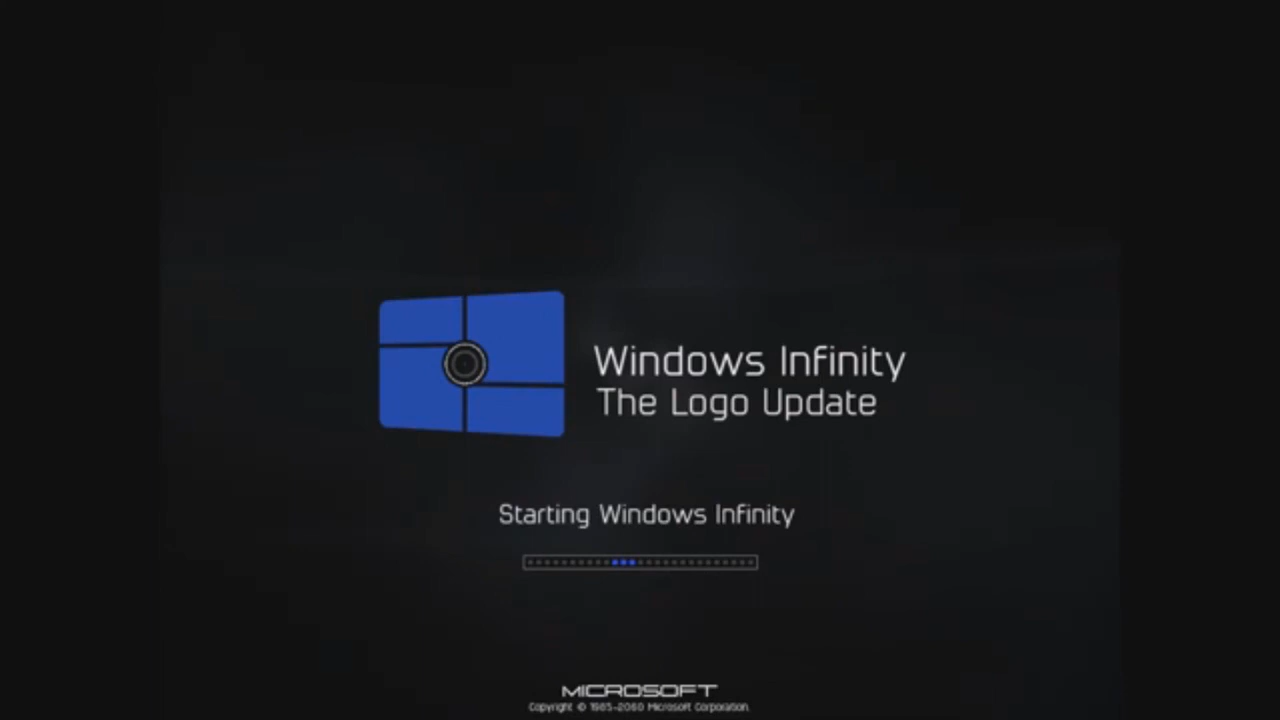 Windows Infinity
The Logo Update
Starting Windows Infinity
MICROSOFT
Copyright © 1985-2060 Microsoft Corporation.